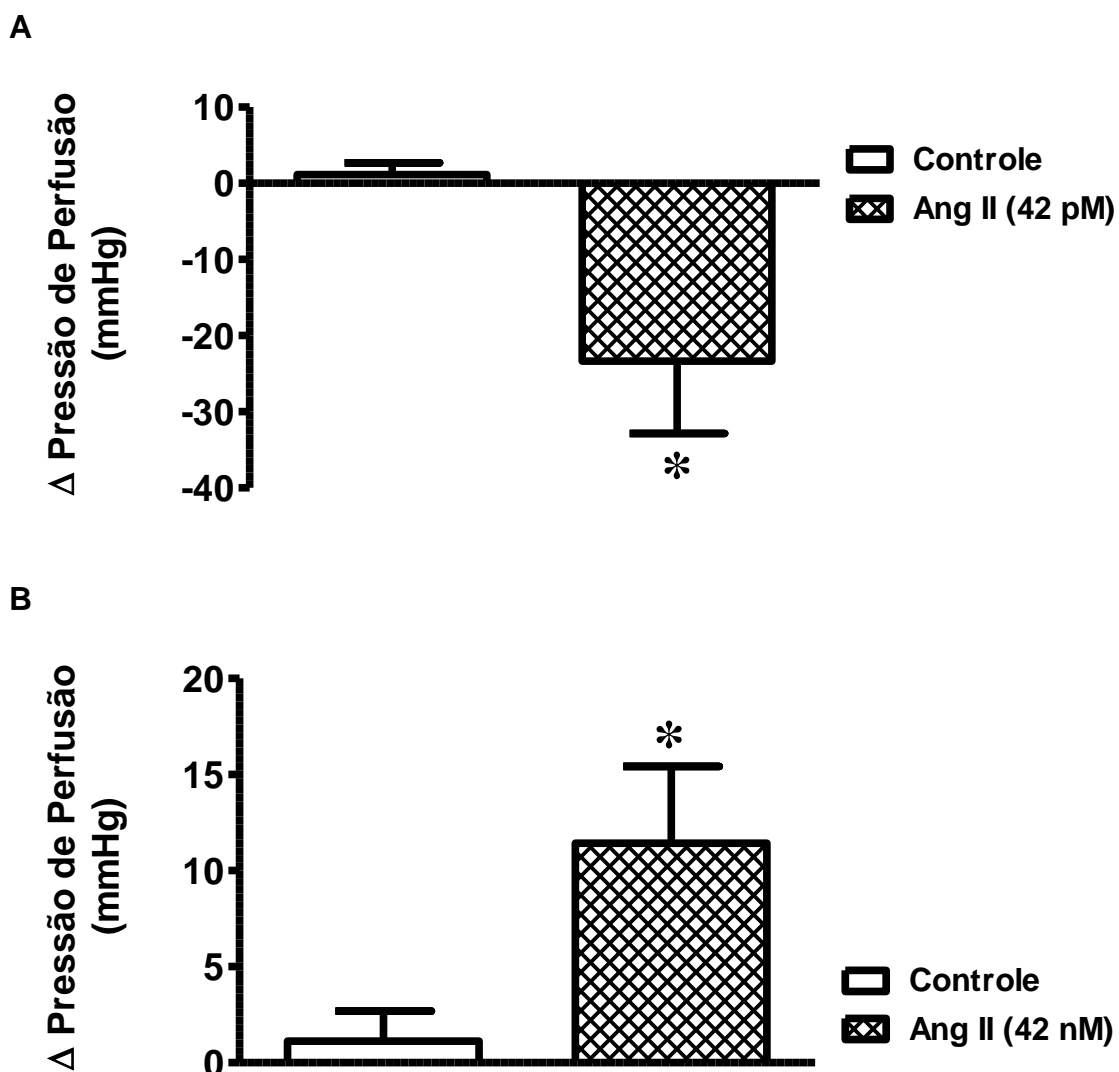 A
Δ Pressão de Perfusão
(mmHg)
10
0
-10
-20
-30
-40
*
Controle
Ang II (42 pM)
B
Δ Pressão de Perfusão
(mmHg)
20
15
10
5
0
*
Controle
Ang II (42 nM)